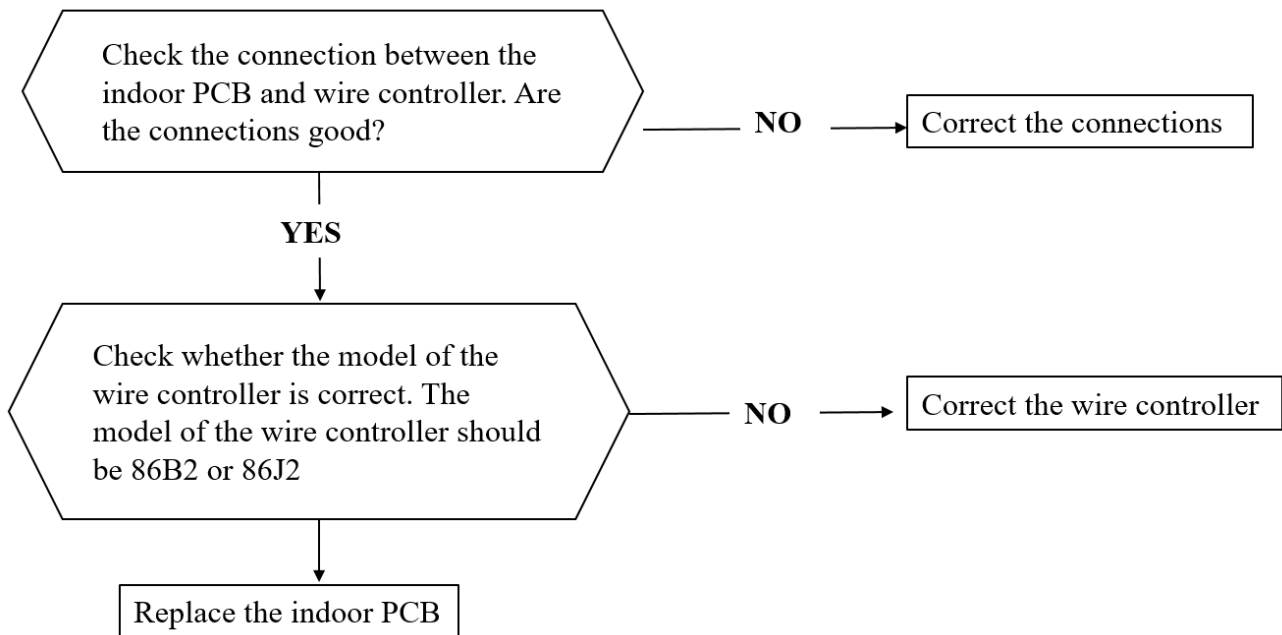 Check the connection between the
indoor PCB and wire controller. Are
the connections good?
NO
Correct the connections
YES
Check whether the model of the
wire controller is correct. The
model of the wire controller should
be 86B2 or 86J2
NO
Correct the wire controller
Replace the indoor PCB